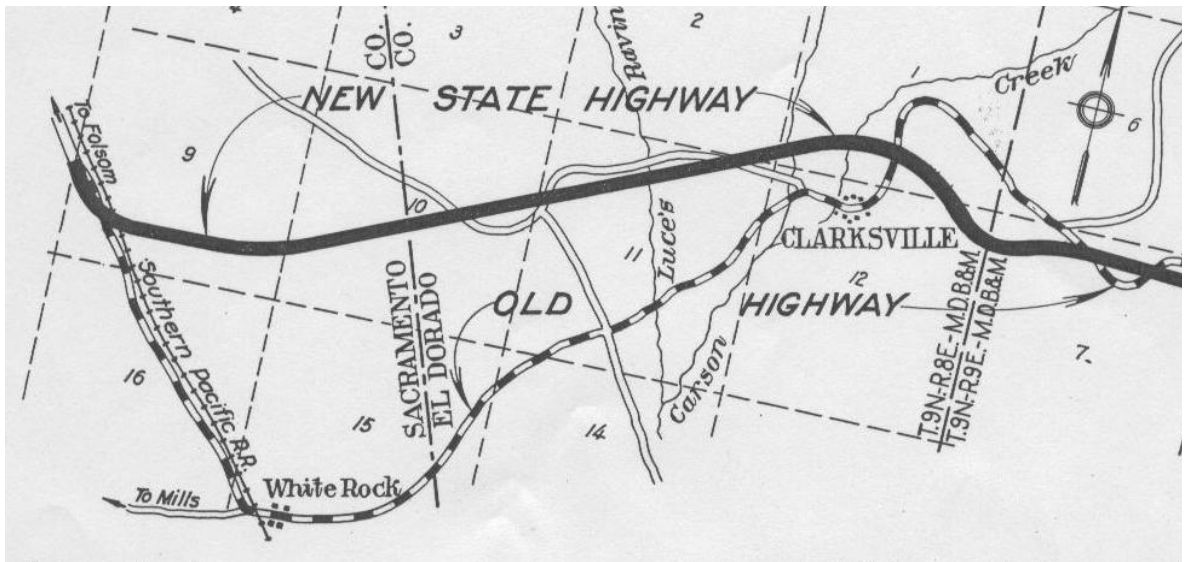 3
2
CO.
CO.
Ravin
Creek
NEW STATE HIGHWAY
To Folsom
6
9
10
Southern Pacific R.R.
CLARKSVILLE
11
Luce's
12
SACRAMENTO
EL DORADO
OLD HIGHWAY
T.9N-R.8E.-M.D.B.&M.
T.9N-R.9E.-M.D.B.&M.
7
16
15
14
Carson
White Rock
To Mills